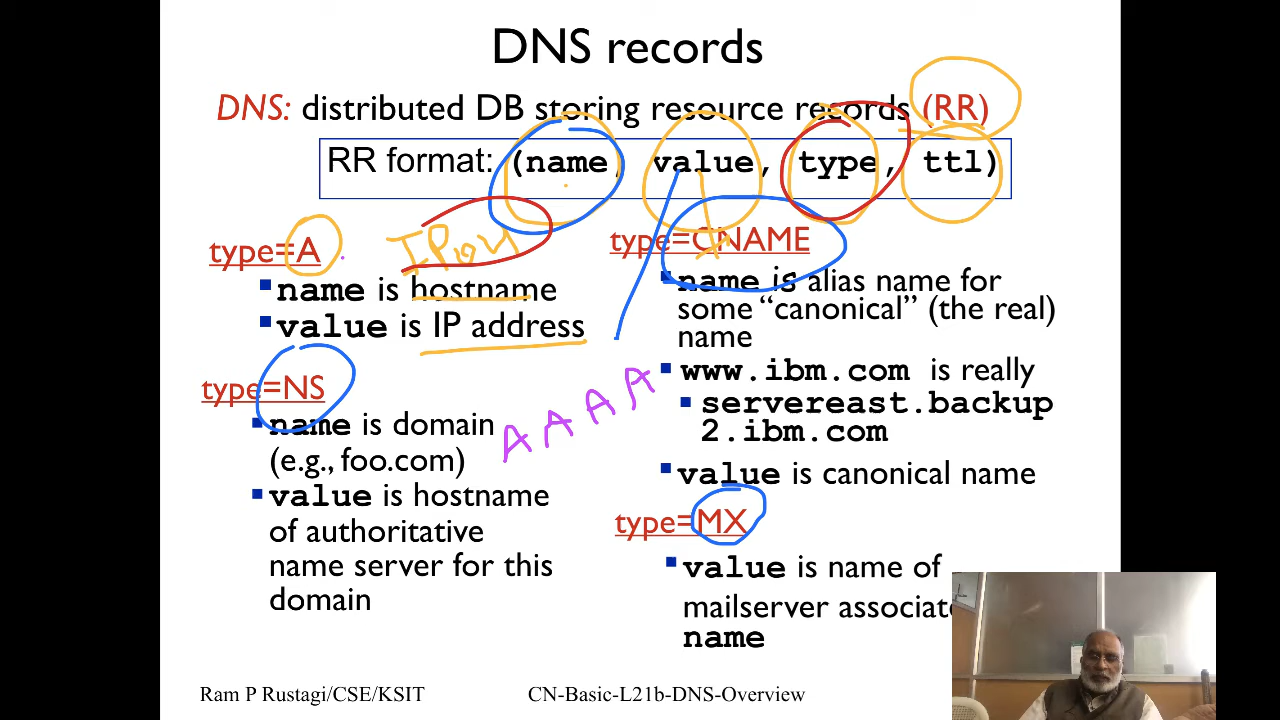 DNS records
DNS: distributed DB storing resource records (RR)
RR format: (name, value, type, ttl)
type=A
IPv4
▪ name is hostname
▪ value is IP address
type=NS
▪ name is domain
(e.g., foo.com)
▪ value is hostname
of authoritative
name server for this
domain
A A A A
type=CNAME
▪ name is alias name for
some “canonical” (the real)
name
▪ www.ibm.com is really
▪ servereast.backup
2.ibm.com
▪ value is canonical name
type=MX
▪ value is name of
mailserver associate
name
Ram P Rustagi/CSE/KSIT
CN-Basic-L21b-DNS-Overview